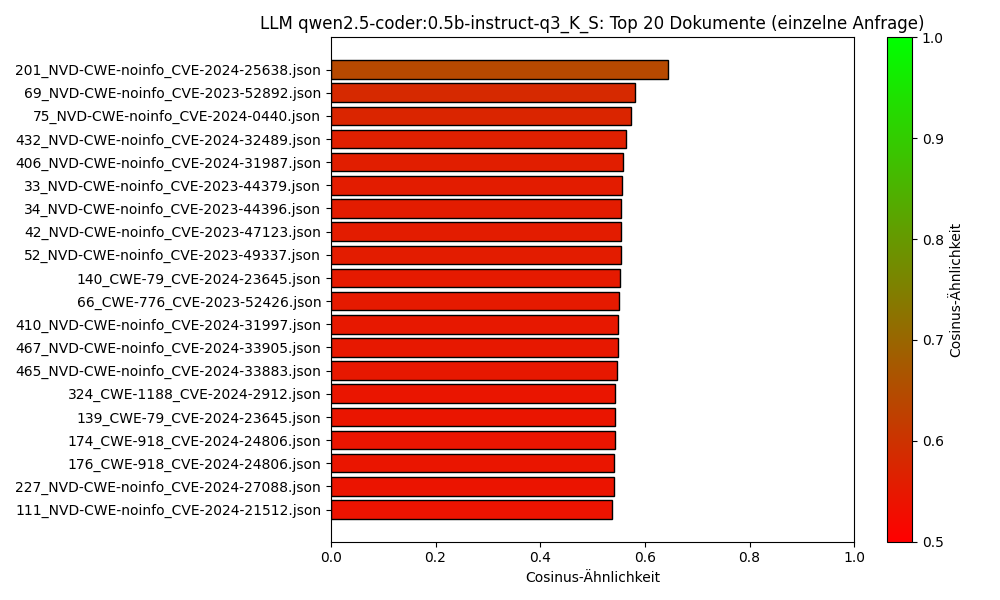 LLM qwen2.5-coder:0.5b-instruct-q3_K_S: Top 20 Dokumente (einzelne Anfrage)
201_NVD-CWE-noinfo_CVE-2024-25638.json
69_NVD-CWE-noinfo_CVE-2023-52892.json
75_NVD-CWE-noinfo_CVE-2024-0440.json
432_NVD-CWE-noinfo_CVE-2024-32489.json
406_NVD-CWE-noinfo_CVE-2024-31987.json
33_NVD-CWE-noinfo_CVE-2023-44379.json
34_NVD-CWE-noinfo_CVE-2023-44396.json
42_NVD-CWE-noinfo_CVE-2023-47123.json
52_NVD-CWE-noinfo_CVE-2023-49337.json
140_CWE-79_CVE-2024-23645.json
66_CWE-776_CVE-2023-52426.json
410_NVD-CWE-noinfo_CVE-2024-31997.json
467_NVD-CWE-noinfo_CVE-2024-33905.json
465_NVD-CWE-noinfo_CVE-2024-33883.json
324_CWE-1188_CVE-2024-2912.json
139_CWE-79_CVE-2024-23645.json
174_CWE-918_CVE-2024-24806.json
176_CWE-918_CVE-2024-24806.json
227_NVD-CWE-noinfo_CVE-2024-27088.json
111_NVD-CWE-noinfo_CVE-2024-21512.json
0.0 0.2 0.4 0.6 0.8 1.0
Cosinus-Ähnlichkeit
1.0
0.9
0.8
0.7
0.6
0.5
Cosinus-Ähnlichkeit